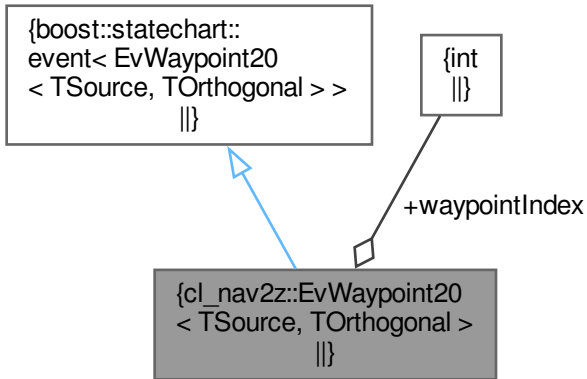 {boost::statechart::
event< EvWaypoint20
< TSource, TOrthogonal > >
||}
{int
||}
+waypointIndex
{cl_nav2z::EvWaypoint20
< TSource, TOrthogonal >
||}